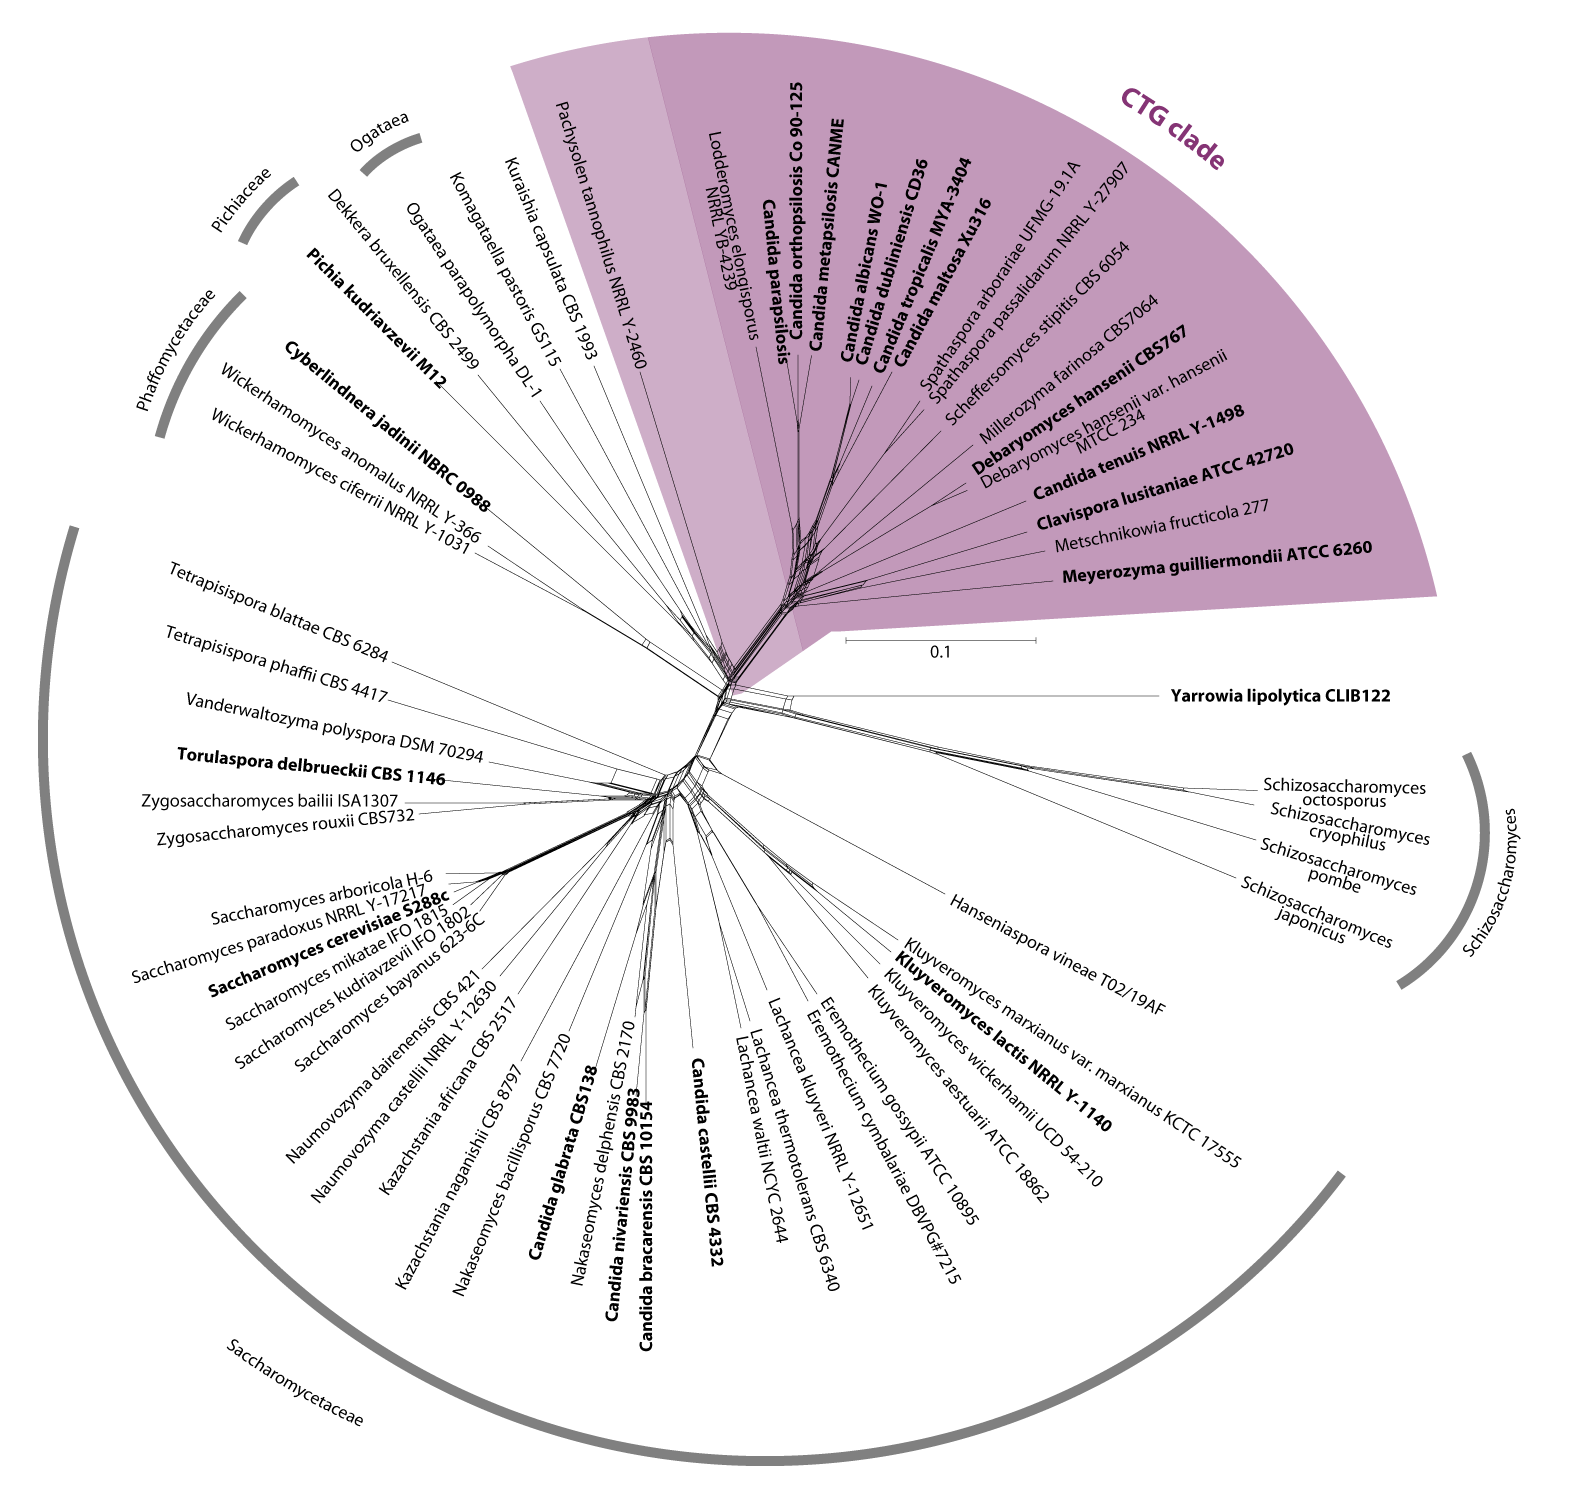 CTG clade
Ogataea
Pichiaceae
Phaffomycetaceae
Pachysolen tannophilus NRRL Y-2460
Lodderomyces elongisporus
NRRL YB-4239
Candida parapsilosis
Candida orthopsilosis Co 90-125
Candida metapsilosis CANME
Candida albicans WO-1
Candida dubliniensis CD36
Candida tropicalis MYA-3404
Candida maltosa Xu316
Spathaspora arborariae UFMG-19.1A
Spathaspora passalidarum NRRL Y-27907
Scheffersomyces stipitis CBS 6054
Millerozyma farinosa CBS7064
Debaryomyces hansenii CBS767
Debaryomyces hansenii var. hansenii
MTCC 234
Candida tenuis NRRL Y-1498
Clavispora lusitaniae ATCC 42720
Metschnikowia fructicola 277
Meyerozyma guilliermondii ATCC 6260
0.1
Yarrowia lipolytica CLIB122
Schizosaccharomyces
octosporus
Schizosaccharomyces
cryophilus
Schizosaccharomyces
pombe
Schizosaccharomyces
japonicus
Schizosaccharomyces
Hanseniaspora vineae T02/19AF
Kluyveromyces marxianus var. marxianus KCTC 17555
Kluyveromyces lactis NRRL Y-1140
Kluyveromyces wickerhamii UCD 54-210
Kluyveromyces aestuarii ATCC 18862
Eremothecium gossypii ATCC 10895
Eremothecium cymbalariae DBVPG#7215
Lachancea kluyveri NRRL Y-12651
Lachancea thermotolerans CBS 6340
Lachancea waltii NCYC 2644
Candida castellii CBS 4332
Candida bracarensis CBS 10154
Candida nivariensis CBS 9983
Nakaseomyces delphensis CBS 2170
Candida glabrata CBS138
Nakaseomyces bacillisporus CBS 7720
Kazachstania naganishii CBS 8797
Kazachstania africana CBS 2517
Naumovozyma castellii NRRL Y-12630
Naumovozyma dairenensis CBS 421
Saccharomyces bayanus 623-6C
Saccharomyces kudriavzevii IFO 1802
Saccharomyces mikatae IFO 1815
Saccharomyces cerevisiae S288c
Saccharomyces paradoxus NRRL Y-17217
Saccharomyces arboricola H-6
Zygosaccharomyces rouxii CBS732
Zygosaccharomyces bailii ISA1307
Torulaspora delbrueckii CBS 1146
Vanderwaltozyma polyspora DSM 70294
Tetrapisispora phaffii CBS 4417
Tetrapisispora blattae CBS 6284
Saccharomycetaceae
Wickerhamomyces ciferrii NRRL Y-1031
Wickerhamomyces anomalus NRRL Y-366
Cyberlindnera jadinii NBRC 0988
Pichia kudriavzevii M12
Dekkera bruxellensis CBS 2499
Ogataea parapolymorpha DL-1
Komagataella pastoris GS115
Kuraishia capsulata CBS 1993